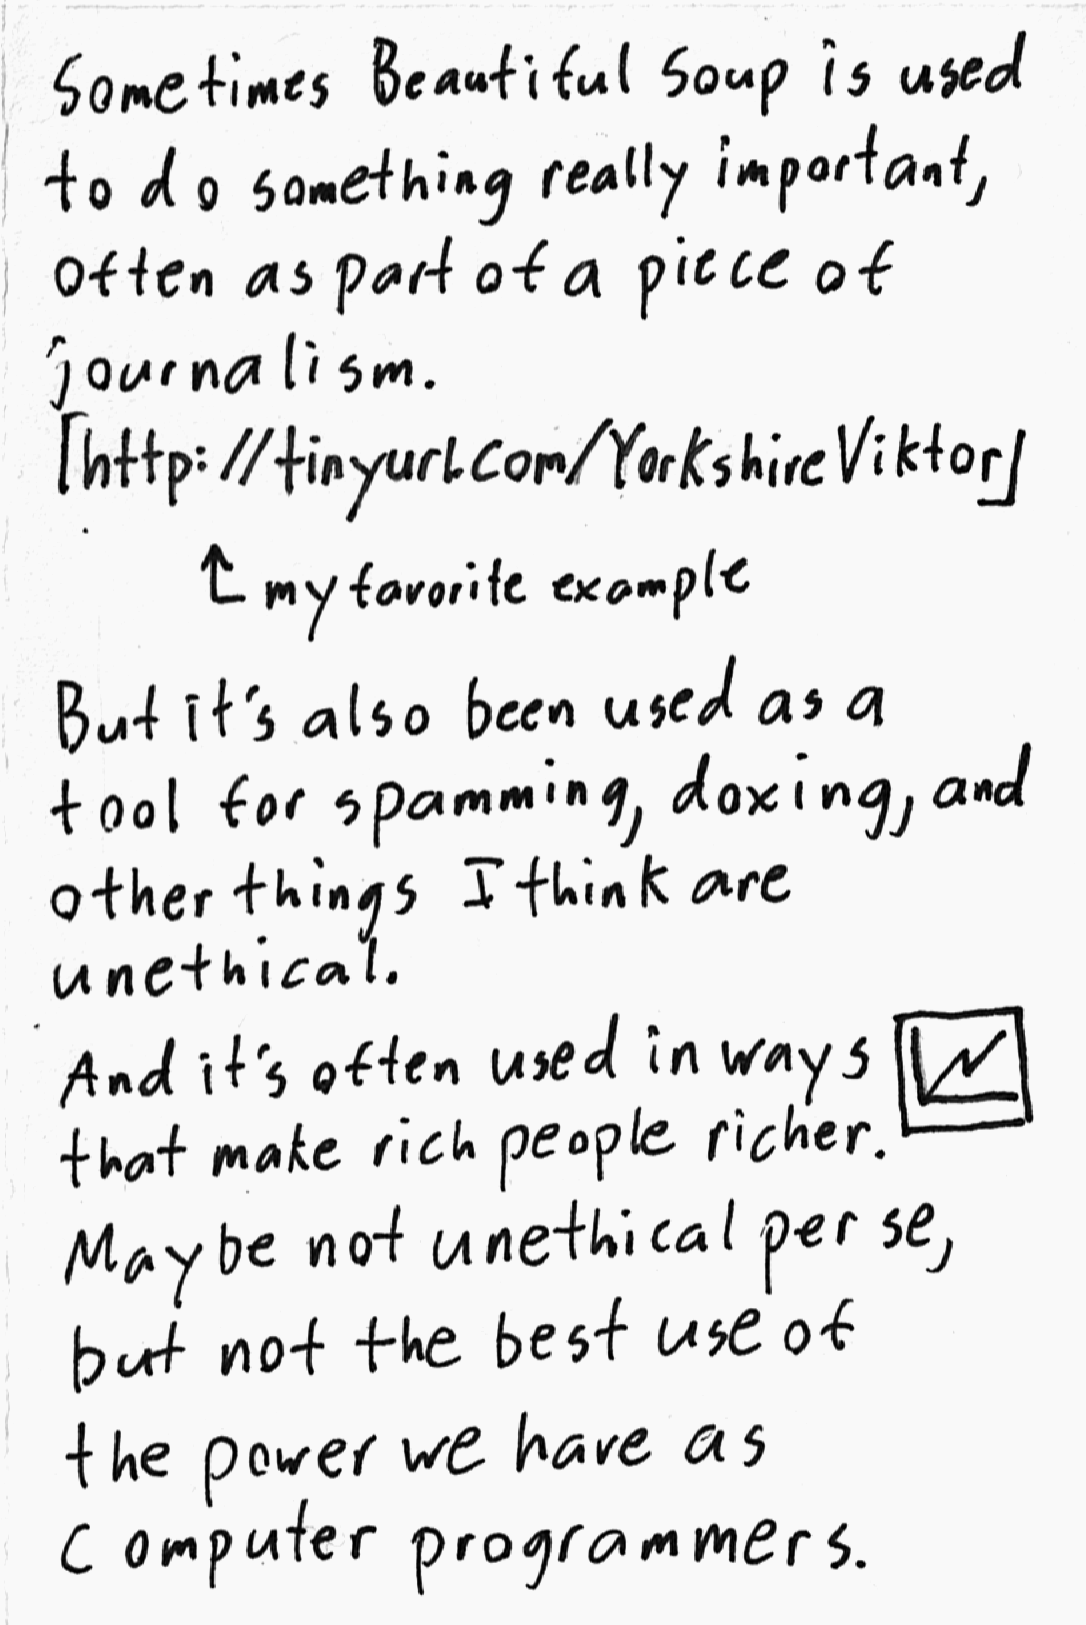 Sometimes Beautiful Soup is used
to do something really important,
often as part of a piece of
journalism.
[http://tinyurl.com/YorkshireViktor]
↑ my favorite example
But it's also been used as a
tool for spamming, doxing, and
other things I think are
unethical.
And it's often used in ways
that make rich people richer.
Maybe not unethical per se,
but not the best use of
the power we have as
computer programmers.